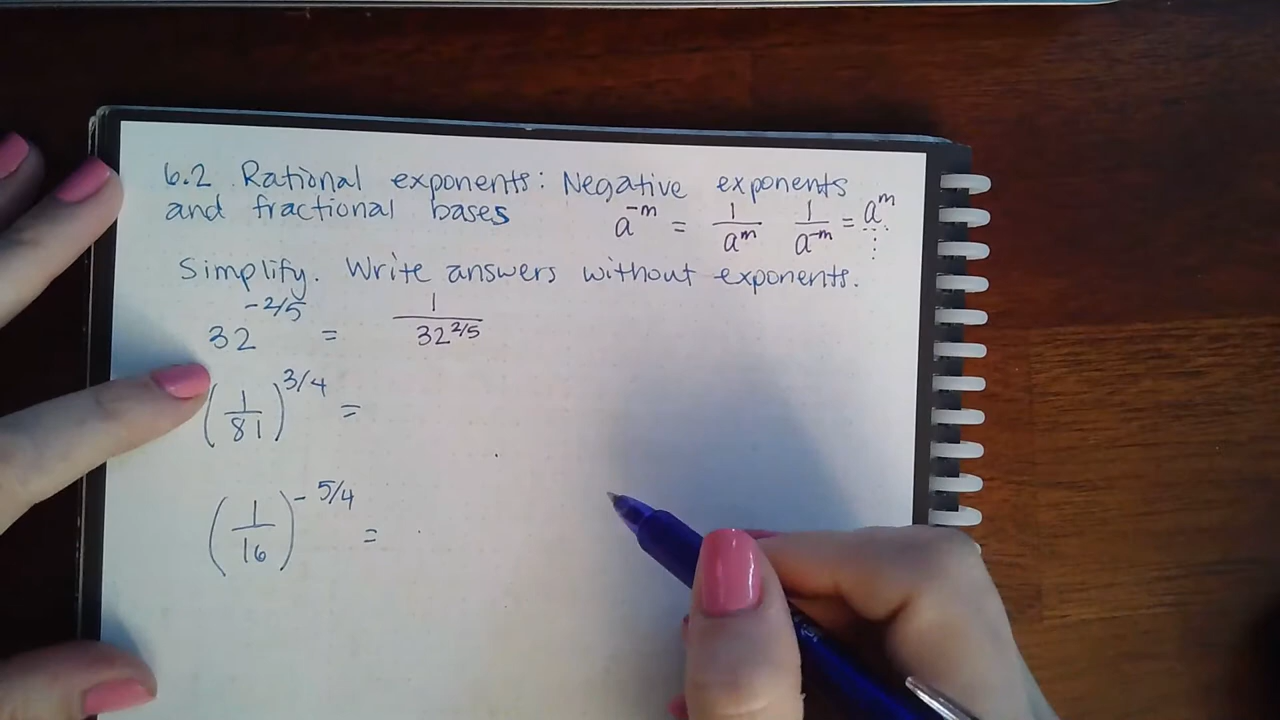 6.2 Rational exponents: Negative exponents
and fractional bases a^-m = 1/a^m 1/a^-m = a^m
Simplify. Write answers without exponents.
32^-2/5 = 1/32^2/5
(1/81)^3/4 =
(1/16)^-5/4 =